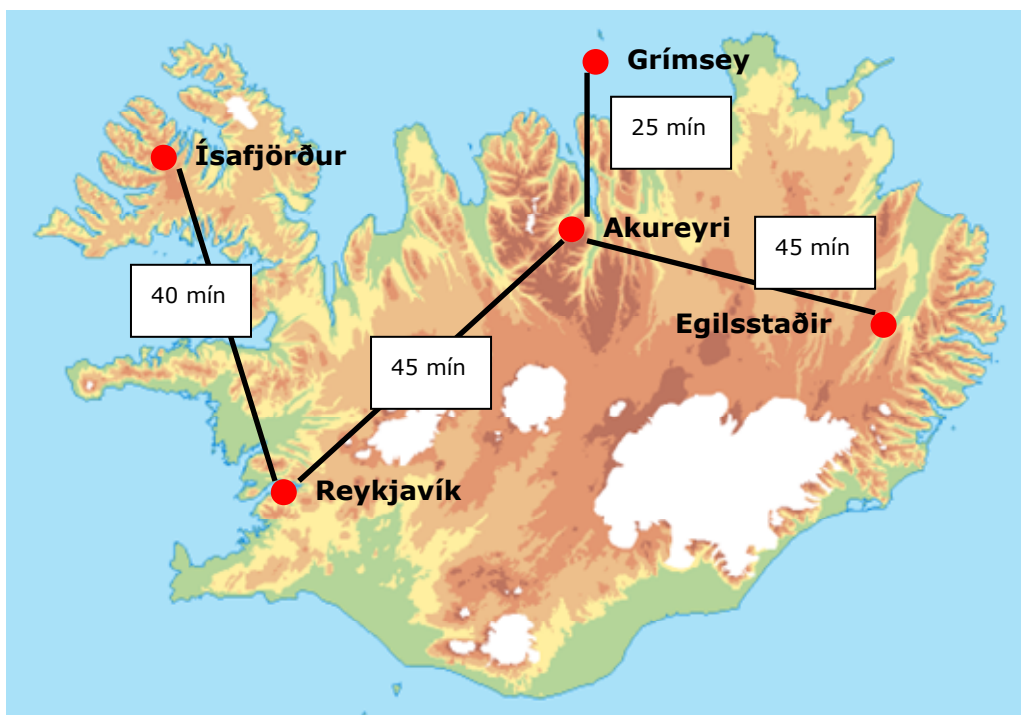 Grímsey
25 mín
Ísafjörður
Akureyri
45 mín
40 mín
Egilsstaðir
45 mín
Reykjavík